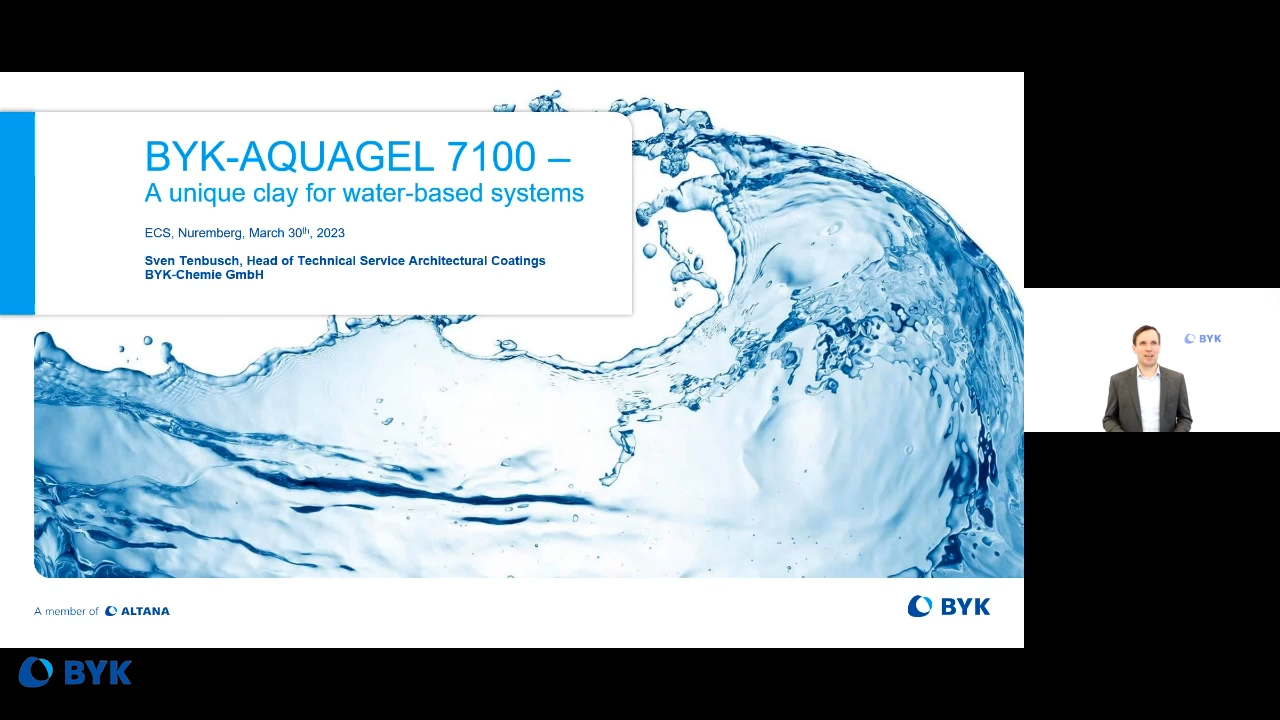 BYK-AQUAGEL 7100 –
A unique clay for water-based systems
ECS, Nuremberg, March 30th, 2023
Sven Tenbusch, Head of Technical Service Architectural Coatings
BYK-Chemie GmbH
BYK
A member of ALTANA
BYK
BYK